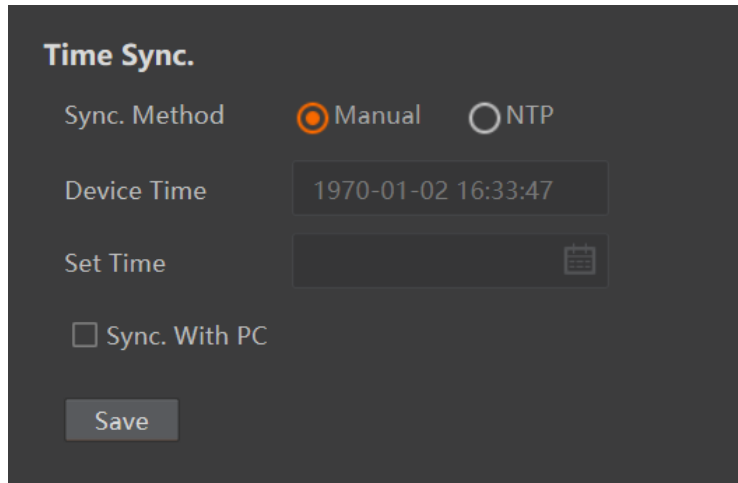 Time Sync.
Sync. Method Manual NTP
Device Time 1970-01-02 16:33:47
Set Time
Sync. With PC
Save